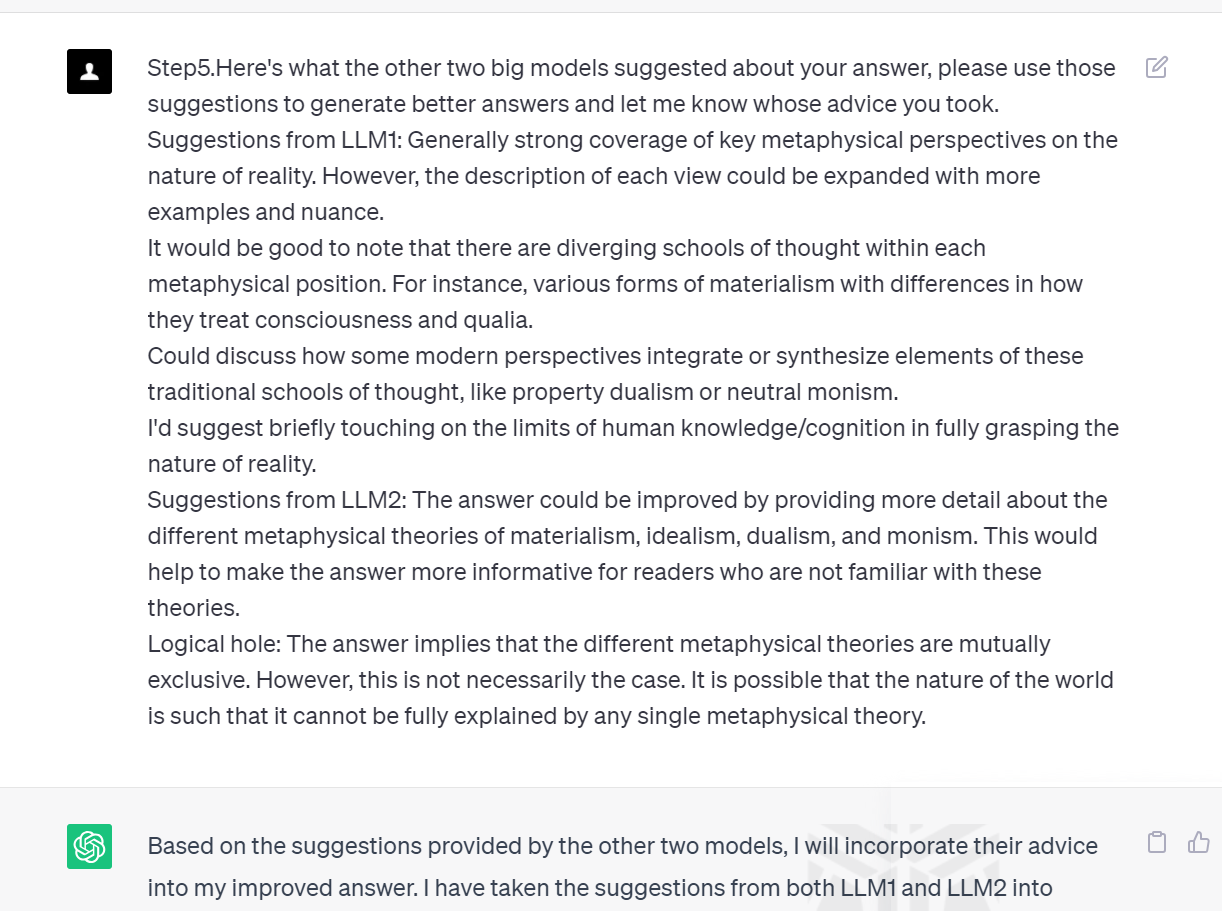 Step5.Here's what the other two big models suggested about your answer, please use those
suggestions to generate better answers and let me know whose advice you took.
Suggestions from LLM1: Generally strong coverage of key metaphysical perspectives on the
nature of reality. However, the description of each view could be expanded with more
examples and nuance.
It would be good to note that there are diverging schools of thought within each
metaphysical position. For instance, various forms of materialism with differences in how
they treat consciousness and qualia.
Could discuss how some modern perspectives integrate or synthesize elements of these
traditional schools of thought, like property dualism or neutral monism.
I'd suggest briefly touching on the limits of human knowledge/cognition in fully grasping the
nature of reality.
Suggestions from LLM2: The answer could be improved by providing more detail about the
different metaphysical theories of materialism, idealism, dualism, and monism. This would
help to make the answer more informative for readers who are not familiar with these
theories.
Logical hole: The answer implies that the different metaphysical theories are mutually
exclusive. However, this is not necessarily the case. It is possible that the nature of the world
is such that it cannot be fully explained by any single metaphysical theory.
Based on the suggestions provided by the other two models, I will incorporate their advice
into my improved answer. I have taken the suggestions from both LLM1 and LLM2 into